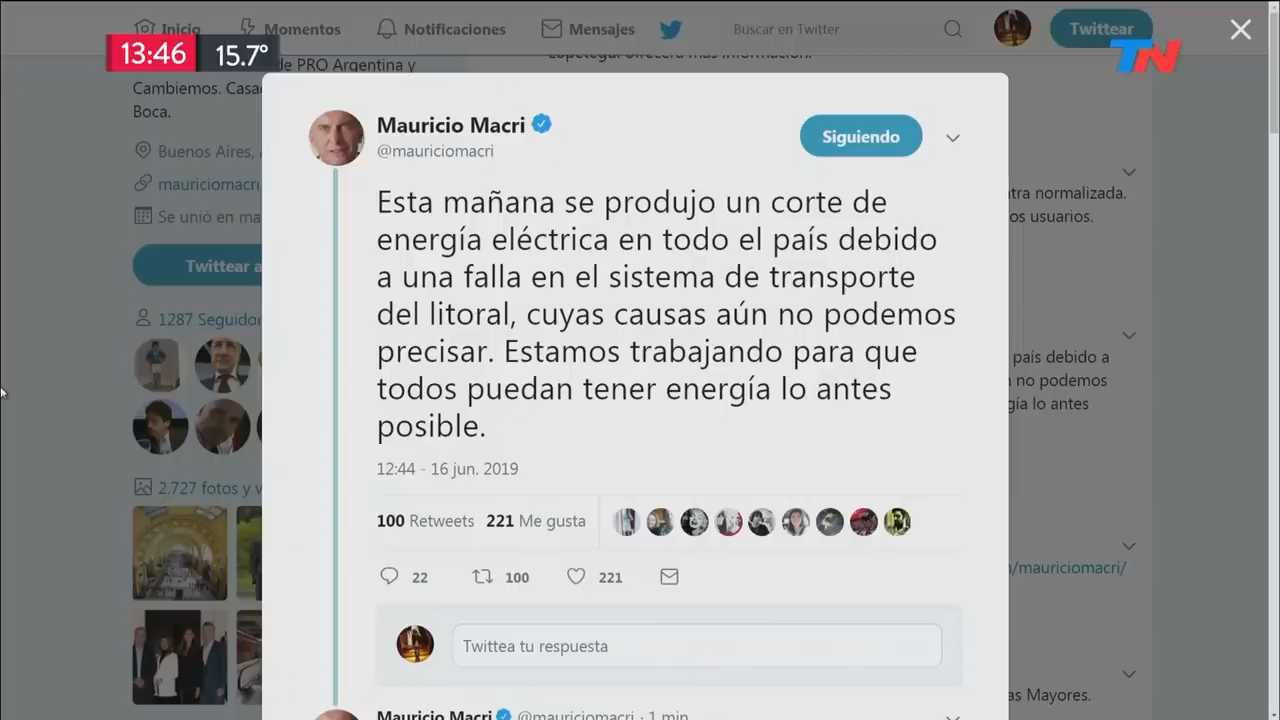 Inicio Momentos Notificaciones Mensajes Buscar en Twitter Twittear
13:46 15.7°
TN
de PRO Argentina y
Cambiemos. Casad
Boca.
Buenos Aires,
mauriciomacri
Se unió en ma
Twittear a
1287 Seguidor
2.727 fotos y v
Mauricio Macri
@mauriciomacri
Siguiendo
Esta mañana se produjo un corte de
energía eléctrica en todo el país debido
a una falla en el sistema de transporte
del litoral, cuyas causas aún no podemos
precisar. Estamos trabajando para que
todos puedan tener energía lo antes
posible.
12:44 - 16 jun. 2019
100 Retweets 221 Me gusta
22 100 221
Twittea tu respuesta
Mauricio Macri @mauriciomacri · 1 min
tra normalizada.
os usuarios.
país debido a
n no podemos
gía lo antes
n/mauriciomacri/
as Mayores.